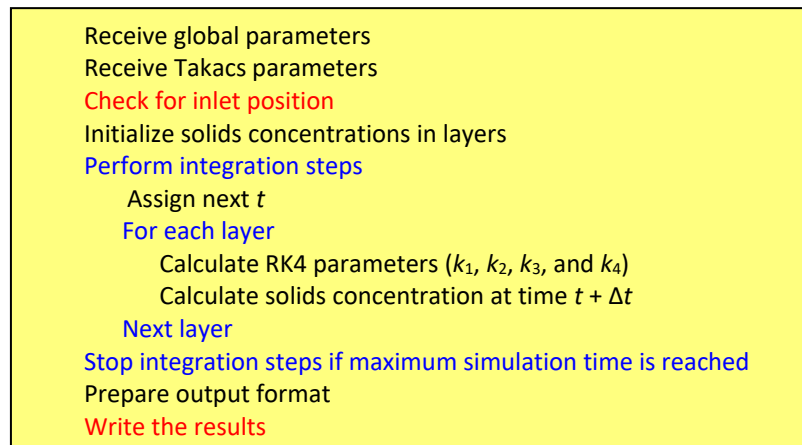 Receive global parameters
Receive Takacs parameters
Check for inlet position
Initialize solids concentrations in layers
Perform integration steps
Assign next t
For each layer
Calculate RK4 parameters (k₁, k₂, k₃, and k₄)
Calculate solids concentration at time t + Δt
Next layer
Stop integration steps if maximum simulation time is reached
Prepare output format
Write the results